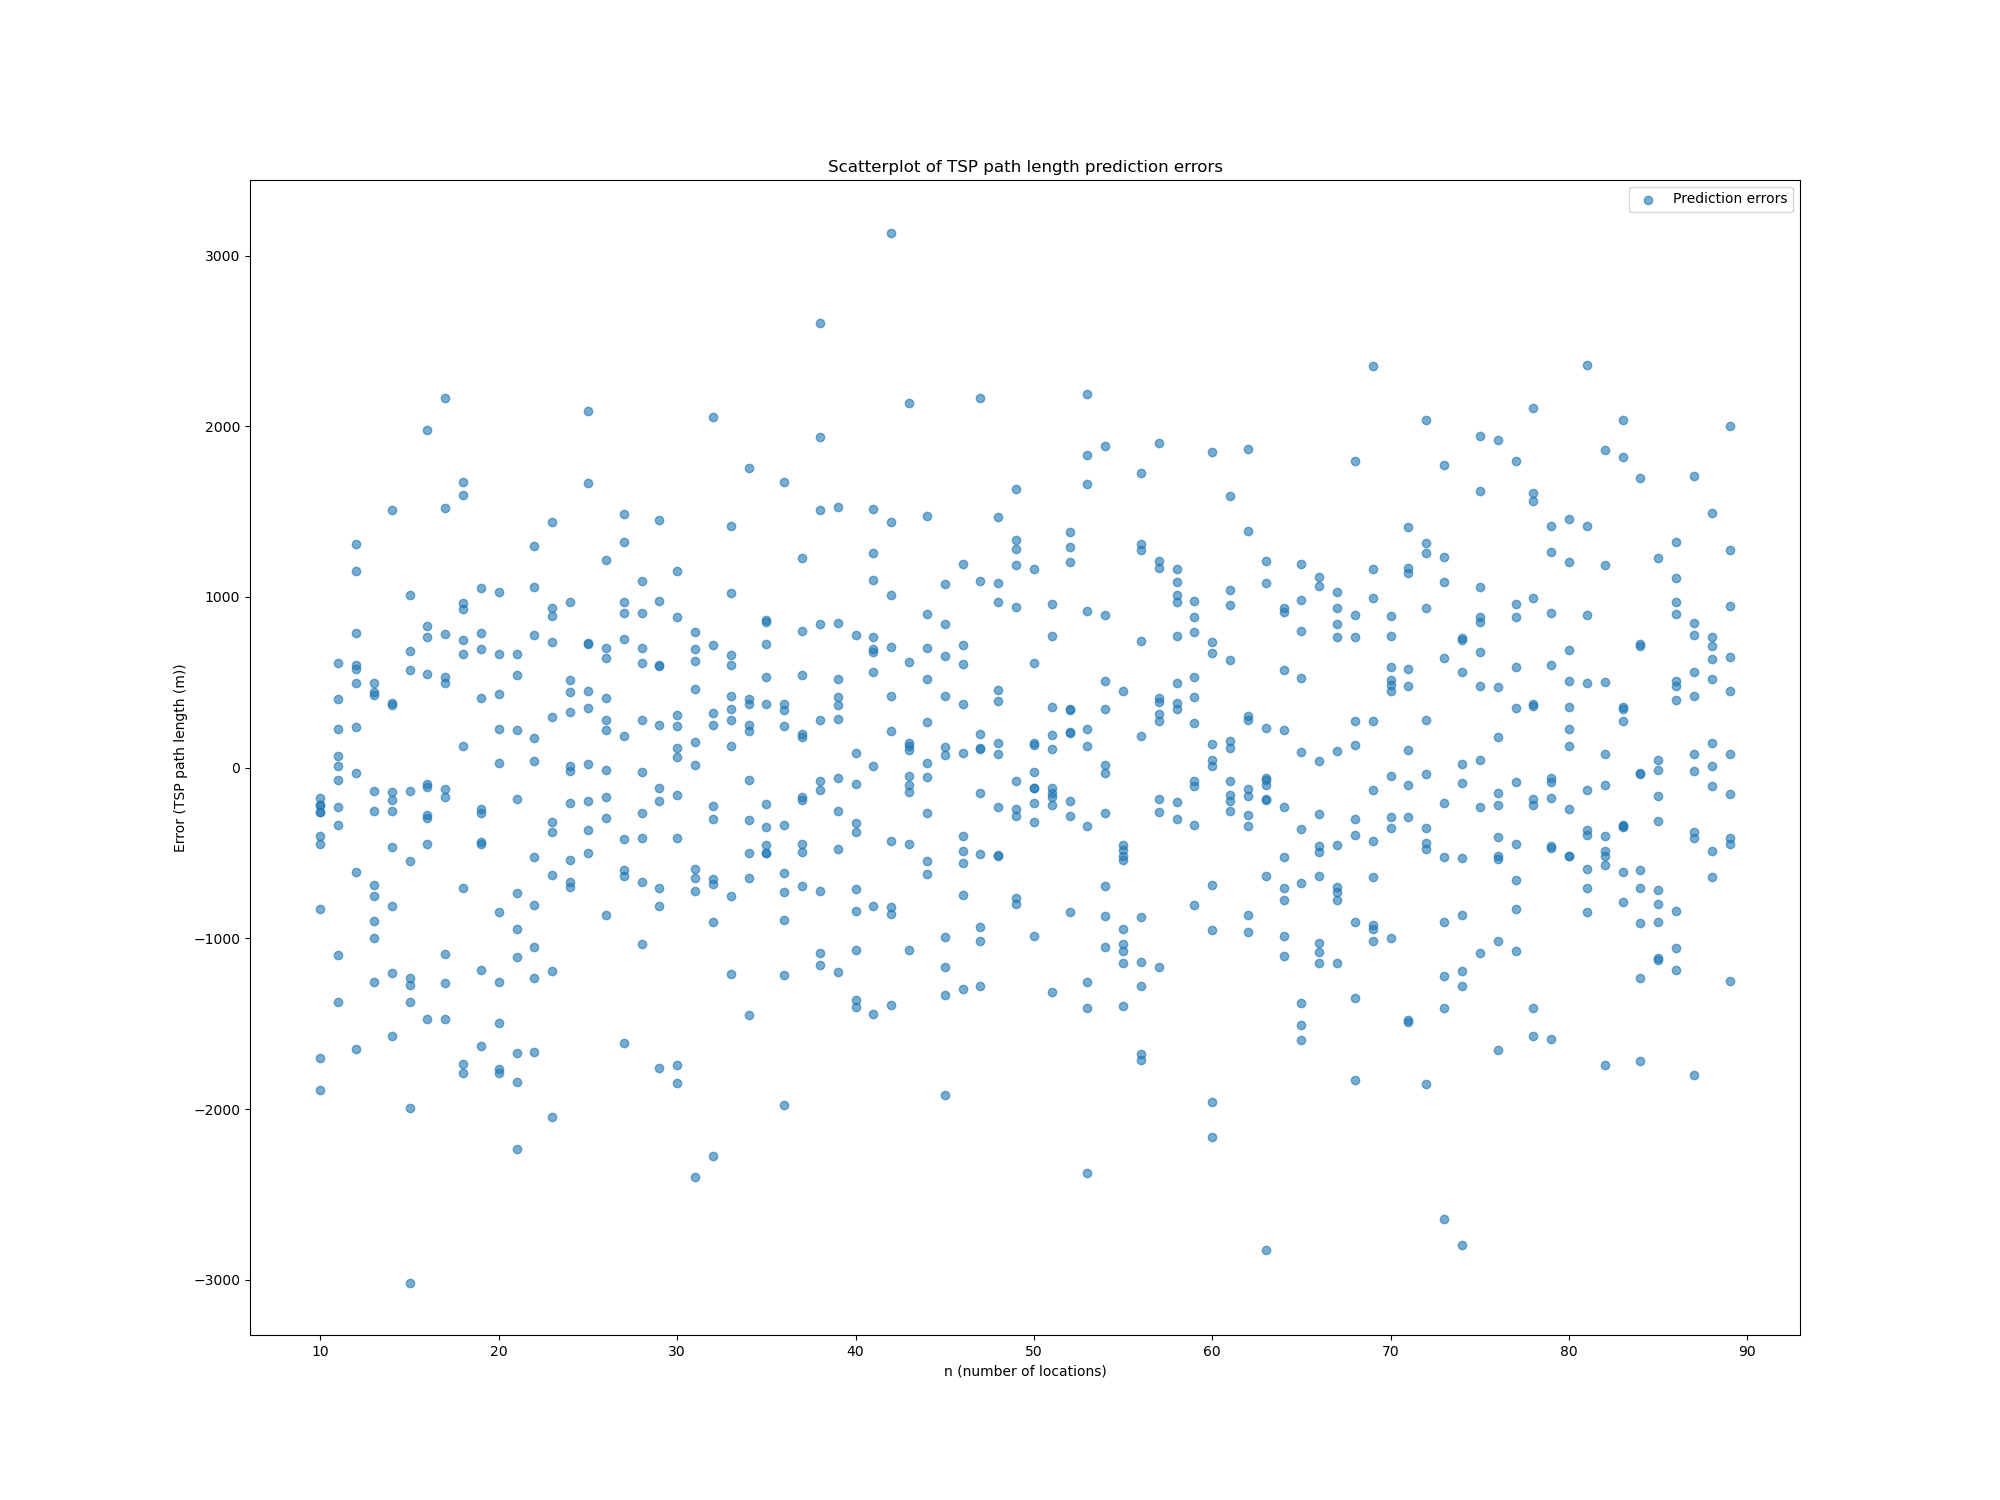 Scatterplot of TSP path length prediction errors
Prediction errors
3000
2000
1000
0
−1000
−2000
−3000
Error (TSP path length (m))
10 20 30 40 50 60 70 80 90
n (number of locations)